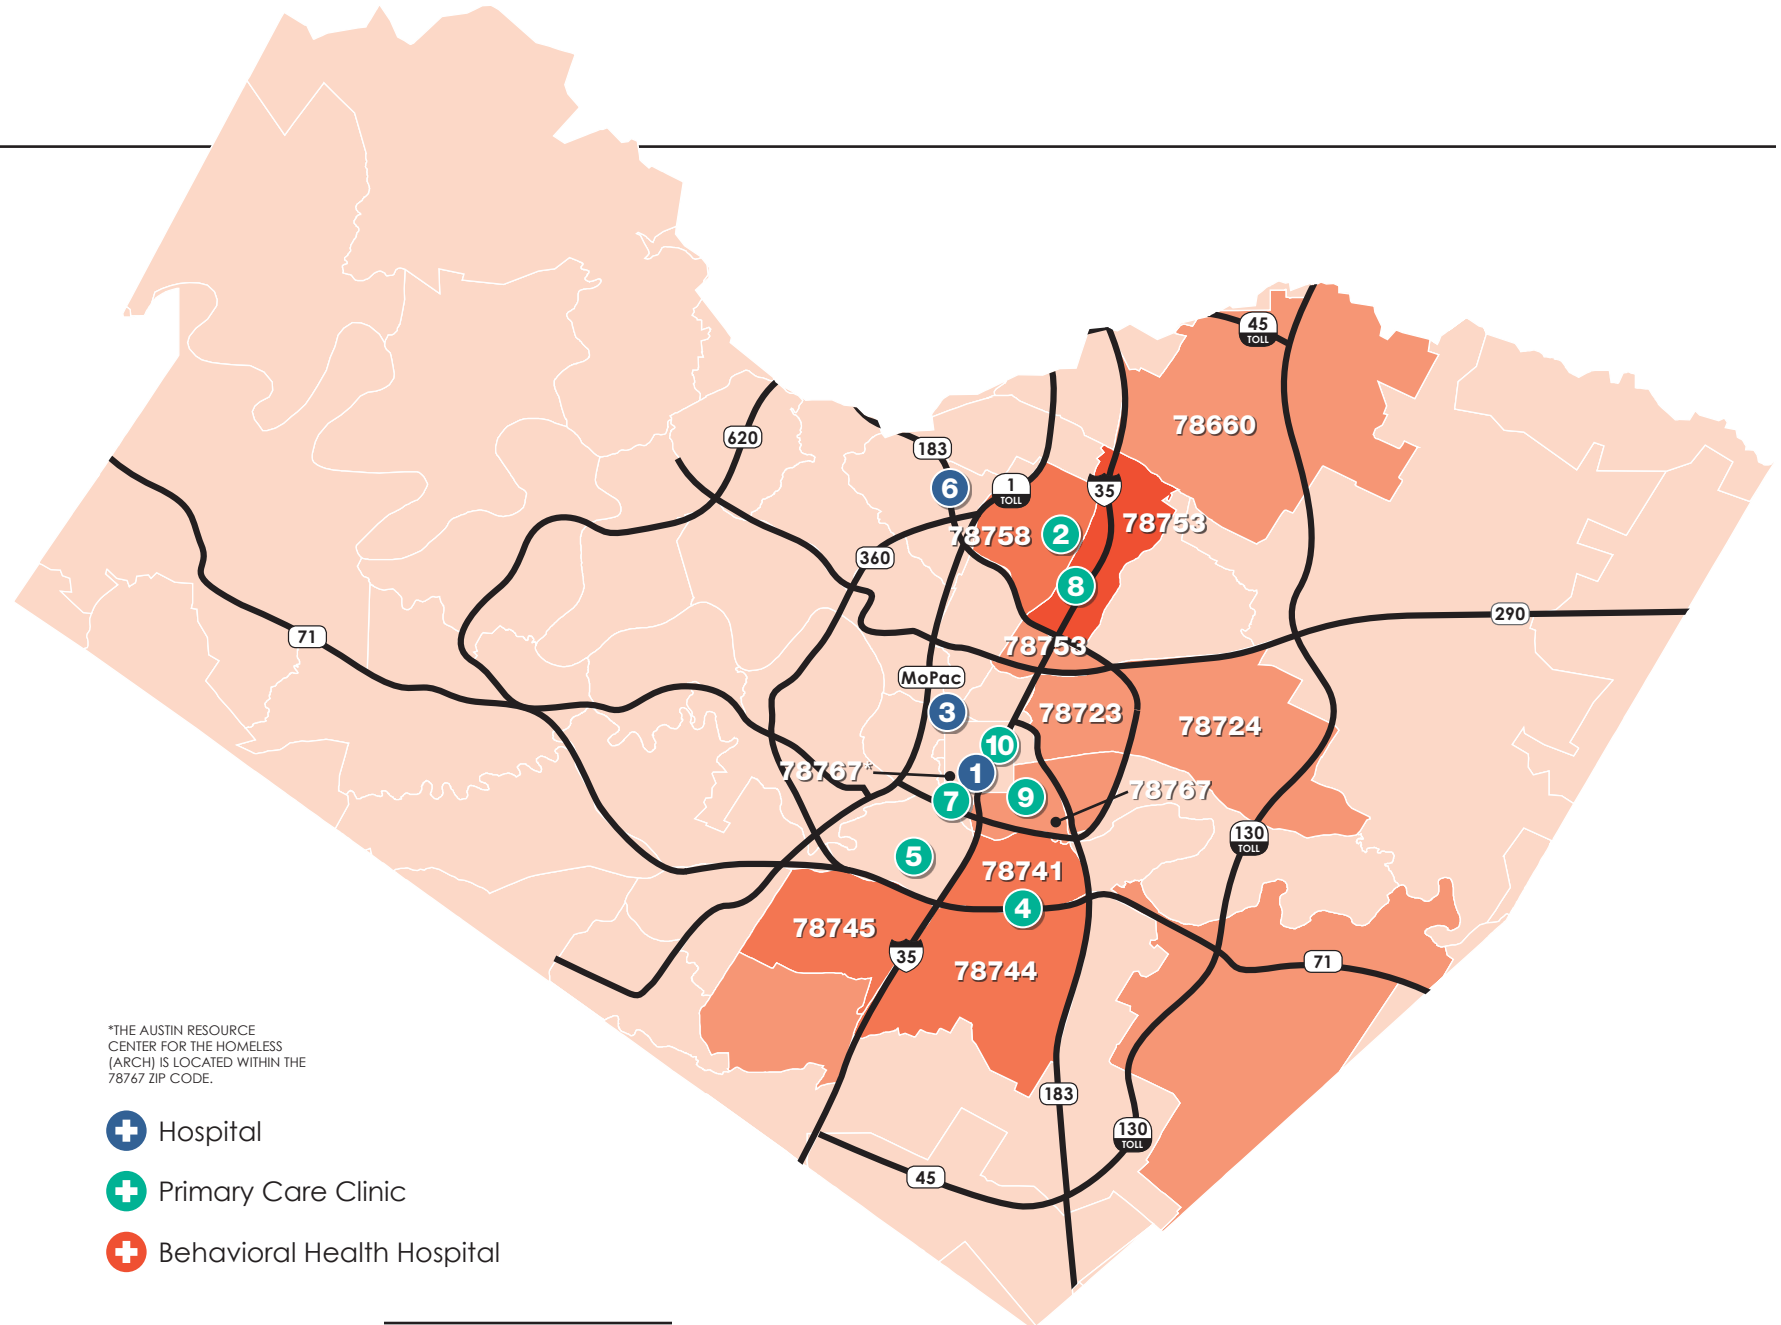 45
TOLL
78660
620
183
6
1
TOLL
35
78753
78758
2
360
8
290
71
78753
MoPac
3
78723
78724
10
78767*
1
7
9
78767
130
TOLL
5
78741
4
78745
35
78744
71
*THE AUSTIN RESOURCE
CENTER FOR THE HOMELESS
(ARCH) IS LOCATED WITHIN THE
78767 ZIP CODE.
183
130
TOLL
45
Hospital
Primary Care Clinic
Behavioral Health Hospital